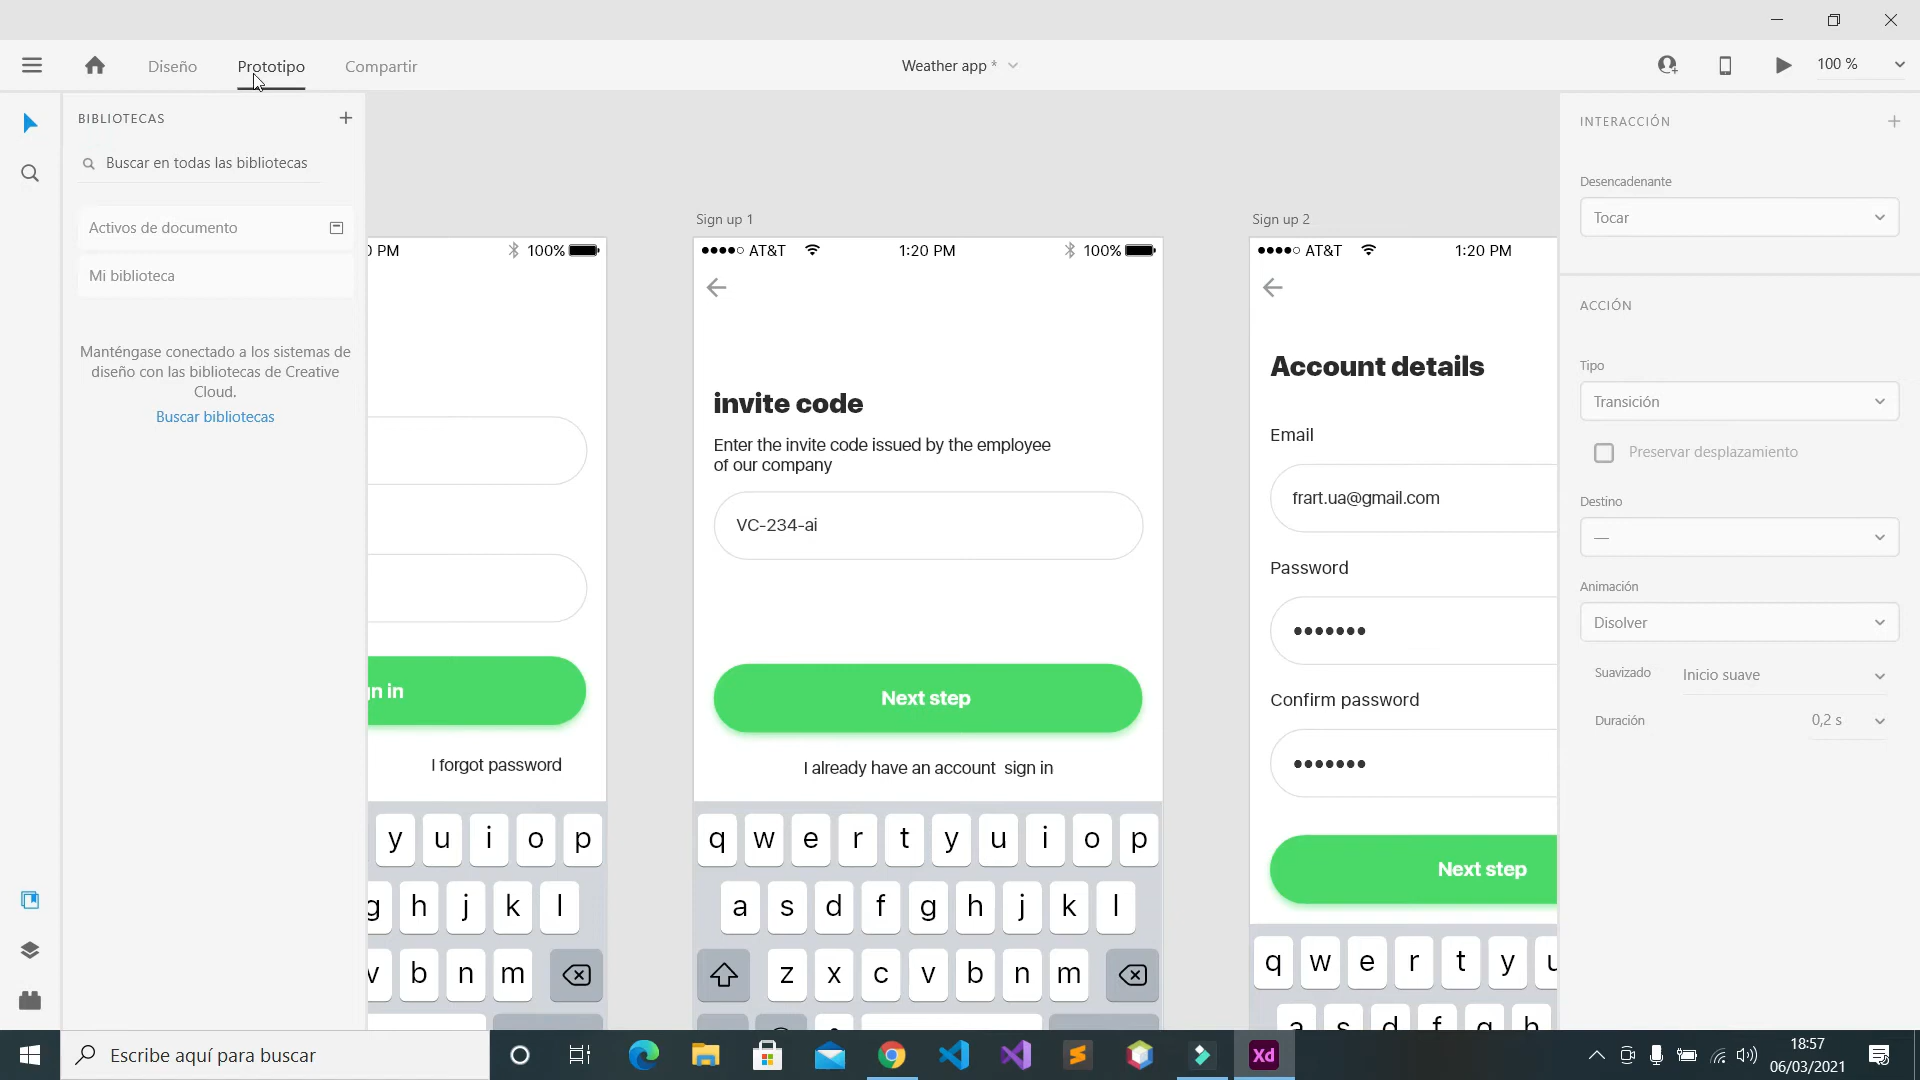 Diseño
Prototipo
Compartir
Weather app *
100 %
BIBLIOTECAS
Buscar en todas las bibliotecas
Activos de documento
Mi biblioteca
Manténgase conectado a los sistemas de
diseño con las bibliotecas de Creative
Cloud.
Buscar bibliotecas
PM
100%
in
I forgot password
y u i o p
g h j k l
v b n m
Sign up 1
AT&T
1:20 PM
100%
invite code
Enter the invite code issued by the employee
of our company
VC-234-ai
Next step
I already have an account sign in
q w e r t y u i o p
a s d f g h j k l
z x c v b n m
Sign up 2
AT&T
1:20 PM
Account details
Email
frart.ua@gmail.com
Password
Confirm password
Next step
q w e r t y u
a s d f g h
INTERACCIÓN
Desencadenante
Tocar
ACCIÓN
Tipo
Transición
Preservar desplazamiento
Destino
—
Animación
Disolver
Suavizado
Inicio suave
Duración
0,2 s
Escribe aquí para buscar
Xd
18:57
06/03/2021